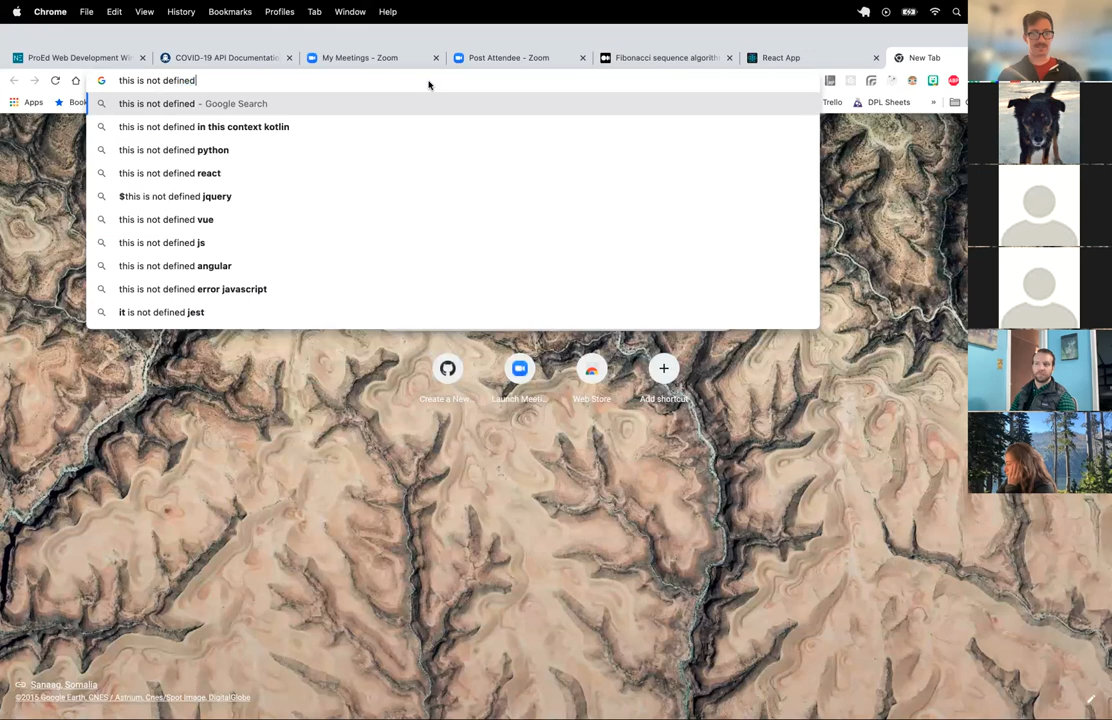 Chrome File Edit View History Bookmarks Profiles Tab Window Help
ProEd Web Development Win
COVID-19 API Documentatio
My Meetings - Zoom
Post Attendee - Zoom
Fibonacci sequence algorith
React App
New Tab
this is not defined
Apps
Book
Trello
DPL Sheets
»
ABP
this is not defined - Google Search
this is not defined in this context kotlin
this is not defined python
this is not defined react
$this is not defined jquery
this is not defined vue
this is not defined js
this is not defined angular
this is not defined error javascript
it is not defined jest
Create a New...
Launch Meeti...
Web Store
Add shortcut
Sanaag, Somalia
©2015 Google Earth, CNES / Astrium, Cnes/Spot Image, DigitalGlobe